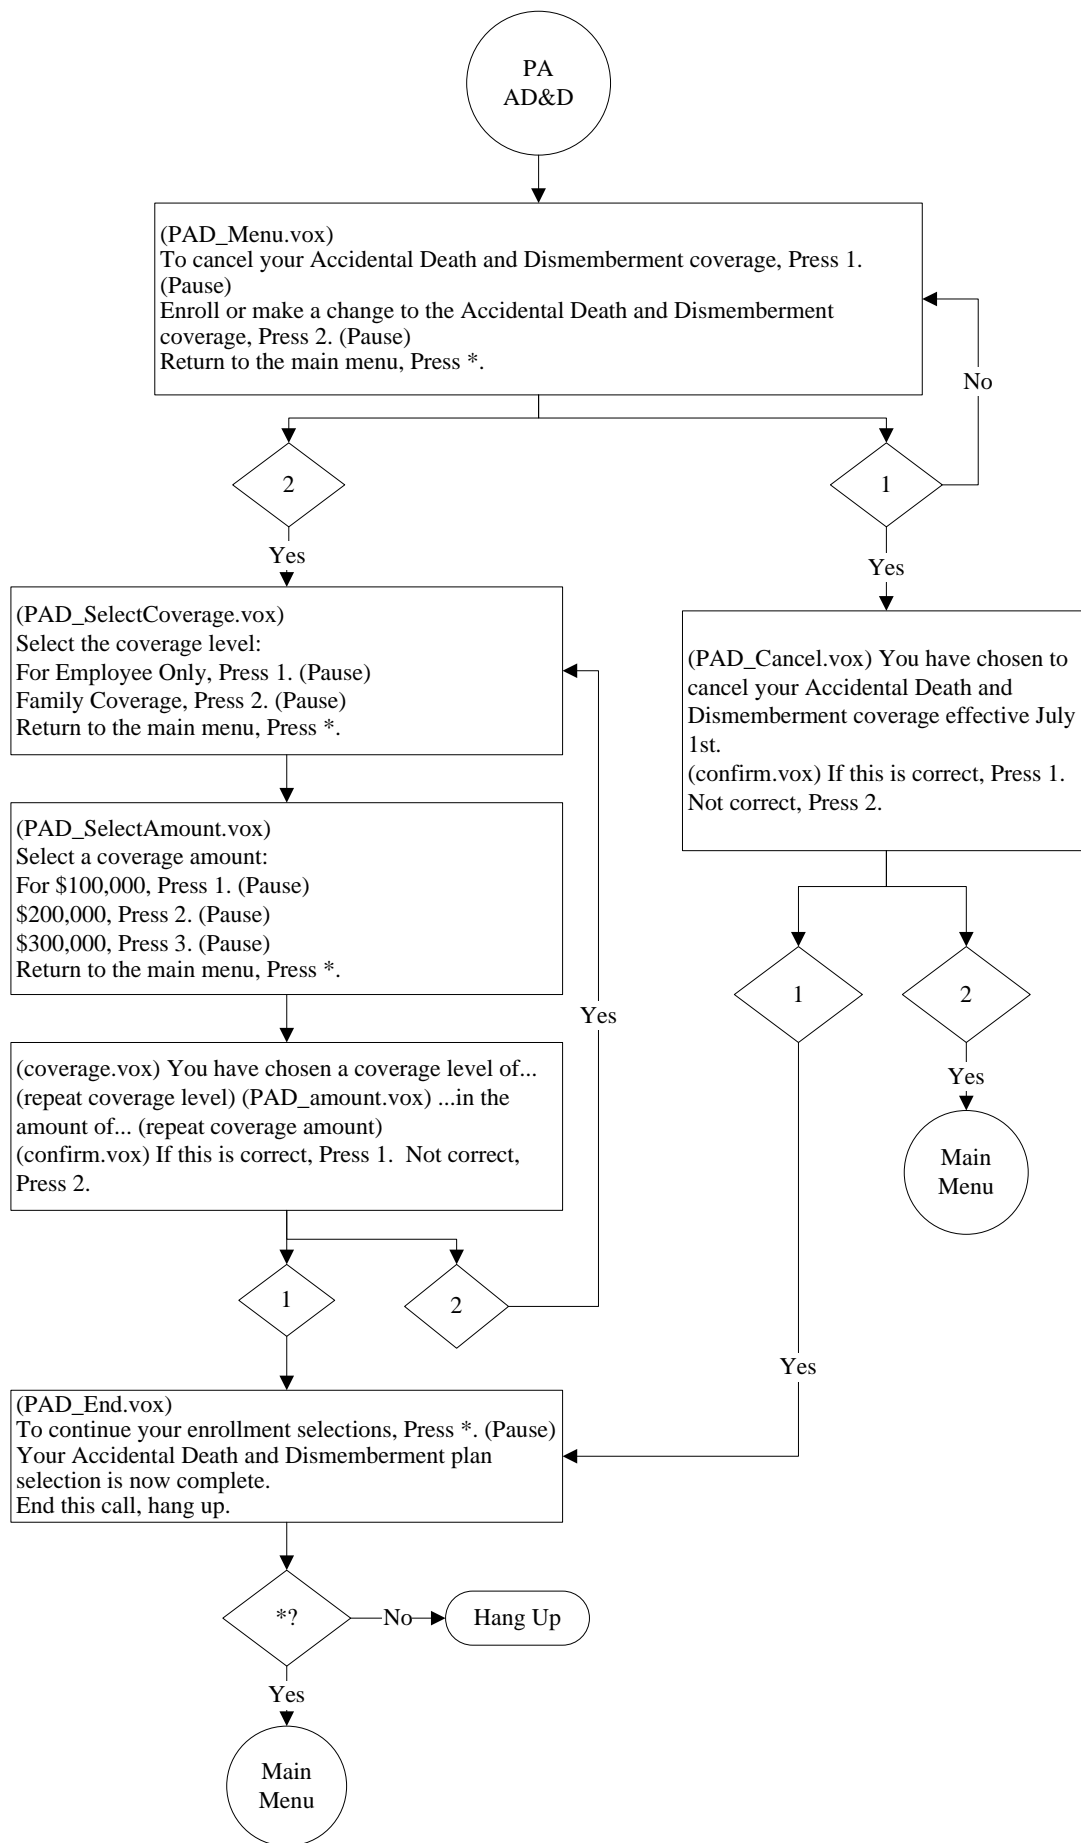 PA
AD&D
(PAD_Menu.vox)
To cancel your Accidental Death and Dismemberment coverage, Press 1.
(Pause)
Enroll or make a change to the Accidental Death and Dismemberment
coverage, Press 2. (Pause)
Return to the main menu, Press *.
No
2
1
Yes
Yes
(PAD_SelectCoverage.vox)
Select the coverage level:
For Employee Only, Press 1. (Pause)
Family Coverage, Press 2. (Pause)
Return to the main menu, Press *.
(PAD_Cancel.vox) You have chosen to
cancel your Accidental Death and
Dismemberment coverage effective July
1st.
(confirm.vox) If this is correct, Press 1.
Not correct, Press 2.
(PAD_SelectAmount.vox)
Select a coverage amount:
For $100,000, Press 1. (Pause)
$200,000, Press 2. (Pause)
$300,000, Press 3. (Pause)
Return to the main menu, Press *.
1
2
Yes
Yes
(coverage.vox) You have chosen a coverage level of...
(repeat coverage level) (PAD_amount.vox) ...in the
amount of... (repeat coverage amount)
(confirm.vox) If this is correct, Press 1.  Not correct,
Press 2.
Main
Menu
1
2
Yes
(PAD_End.vox)
To continue your enrollment selections, Press *. (Pause)
Your Accidental Death and Dismemberment plan
selection is now complete.
End this call, hang up.
*?
No
Hang Up
Yes
Main
Menu